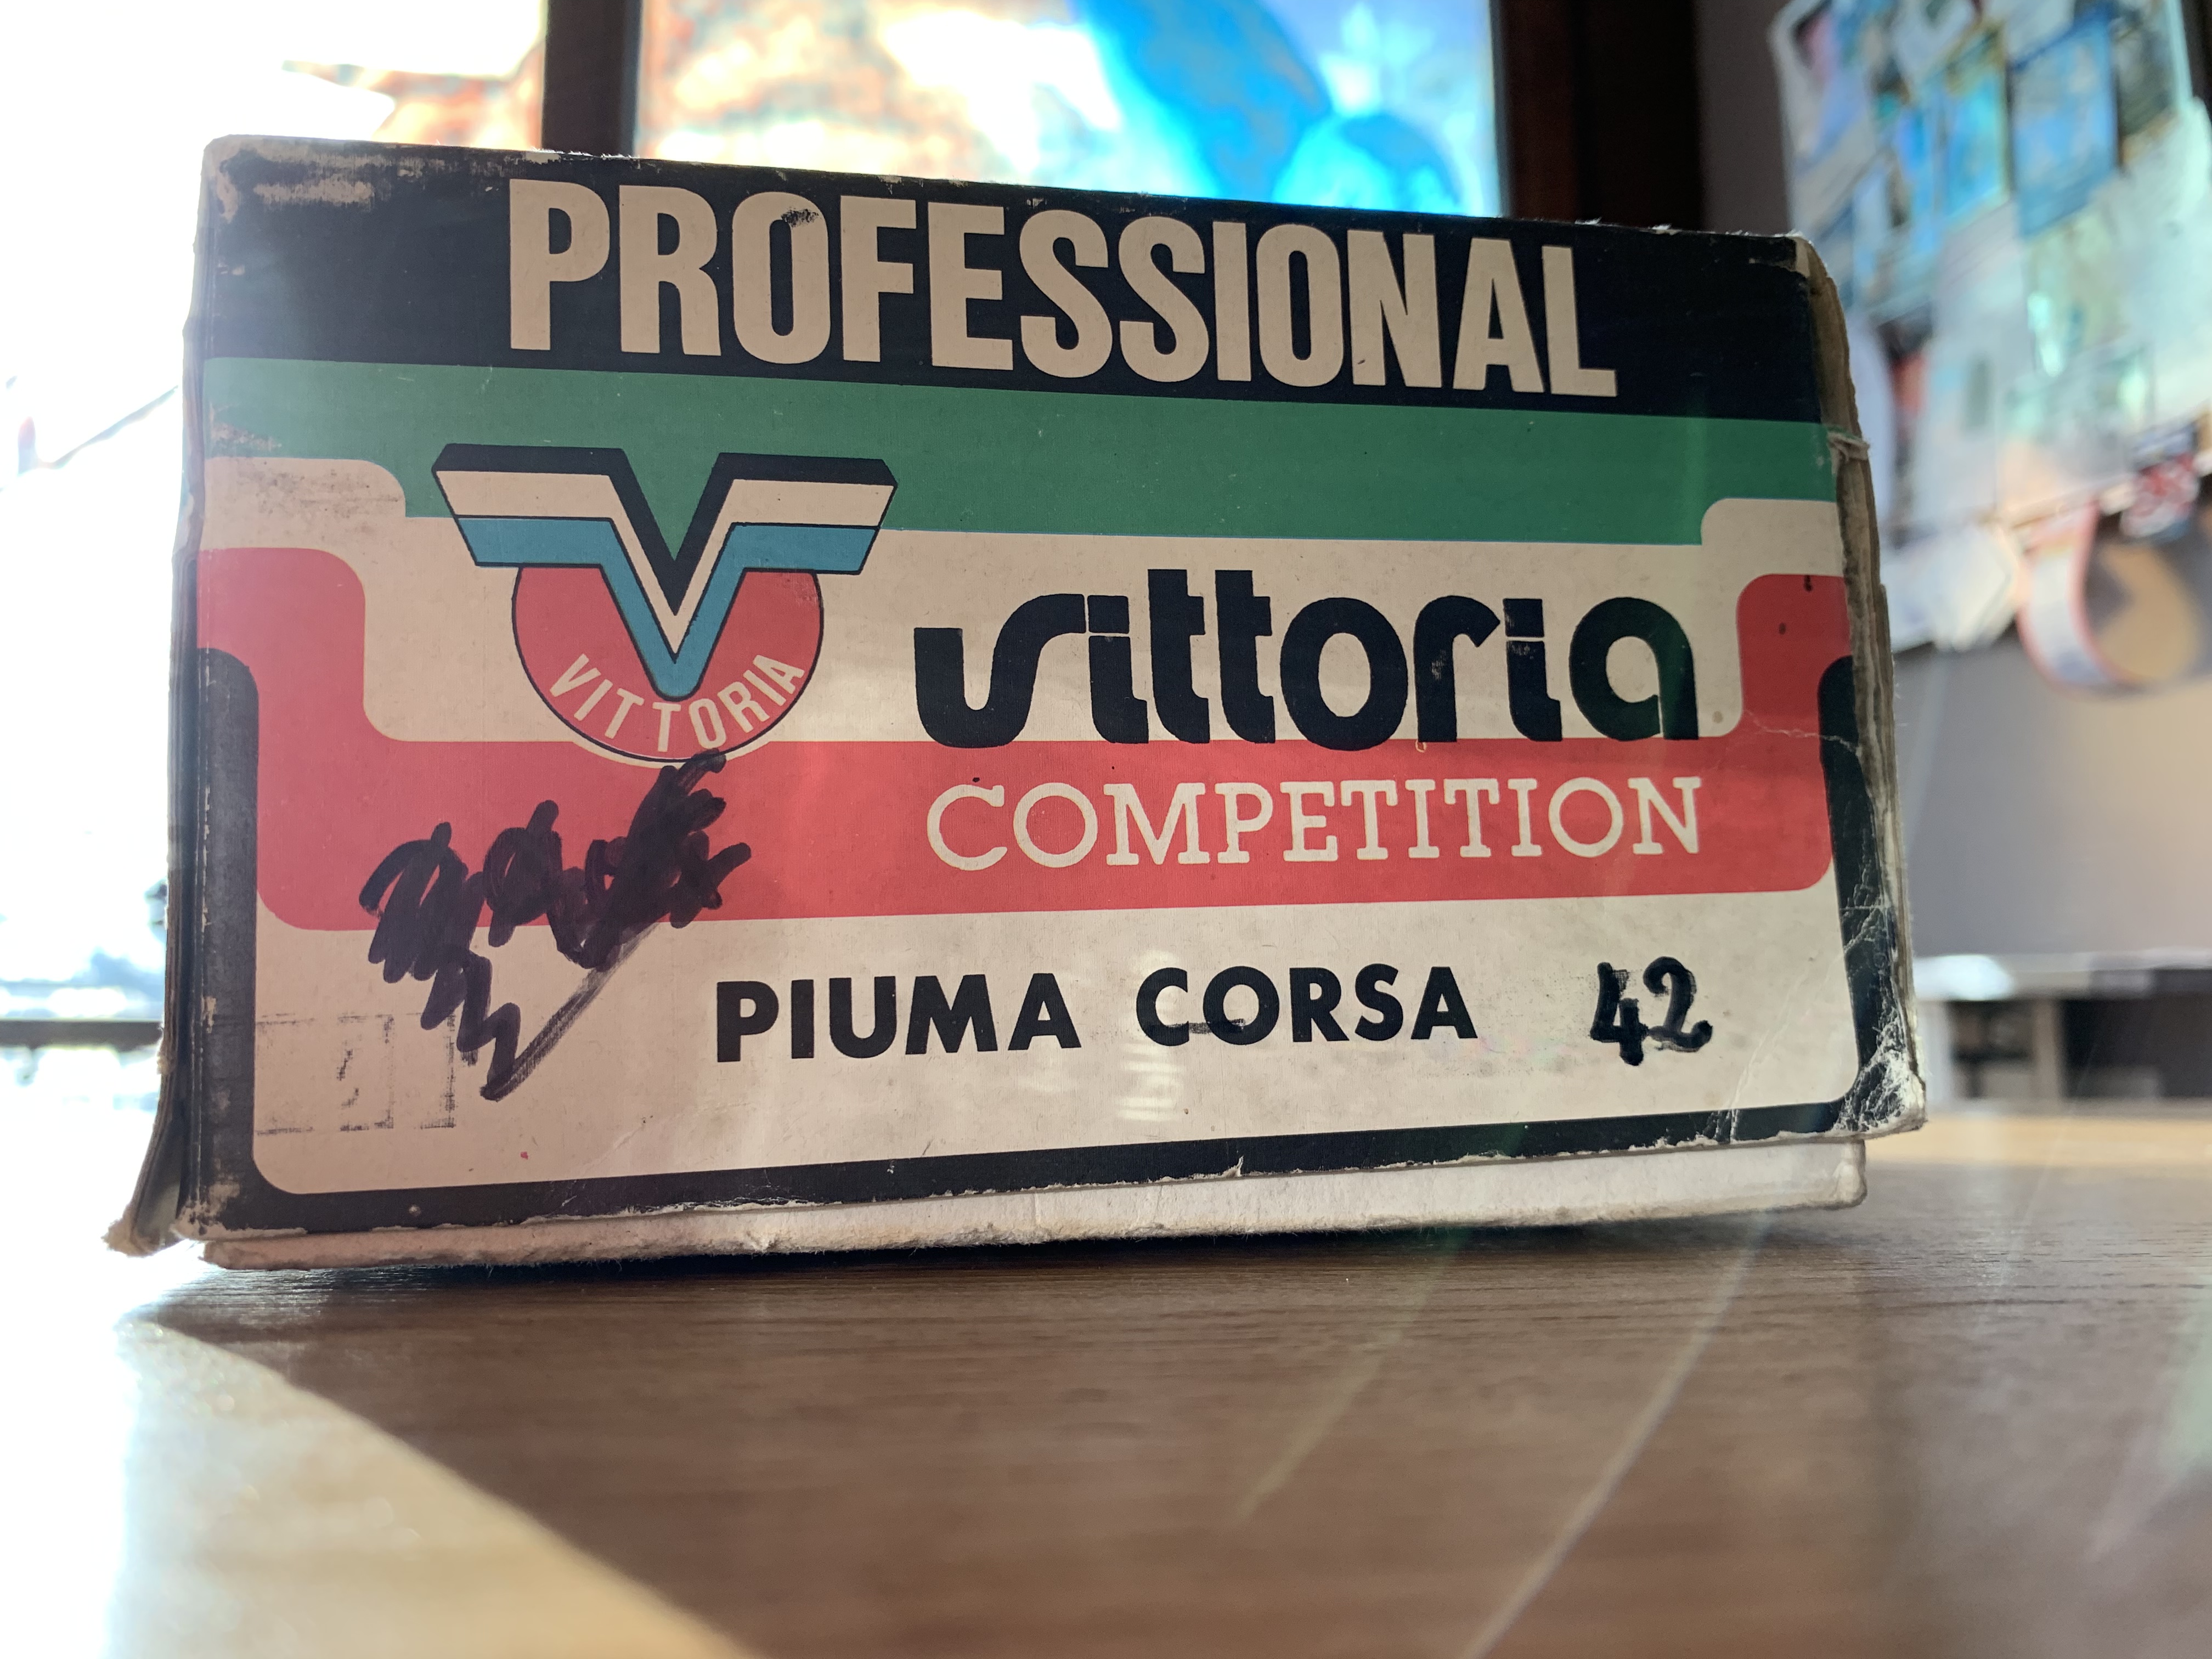 PROFESSIONAL
VITTORIA
vittoria
COMPETITION
PIUMA CORSA 42